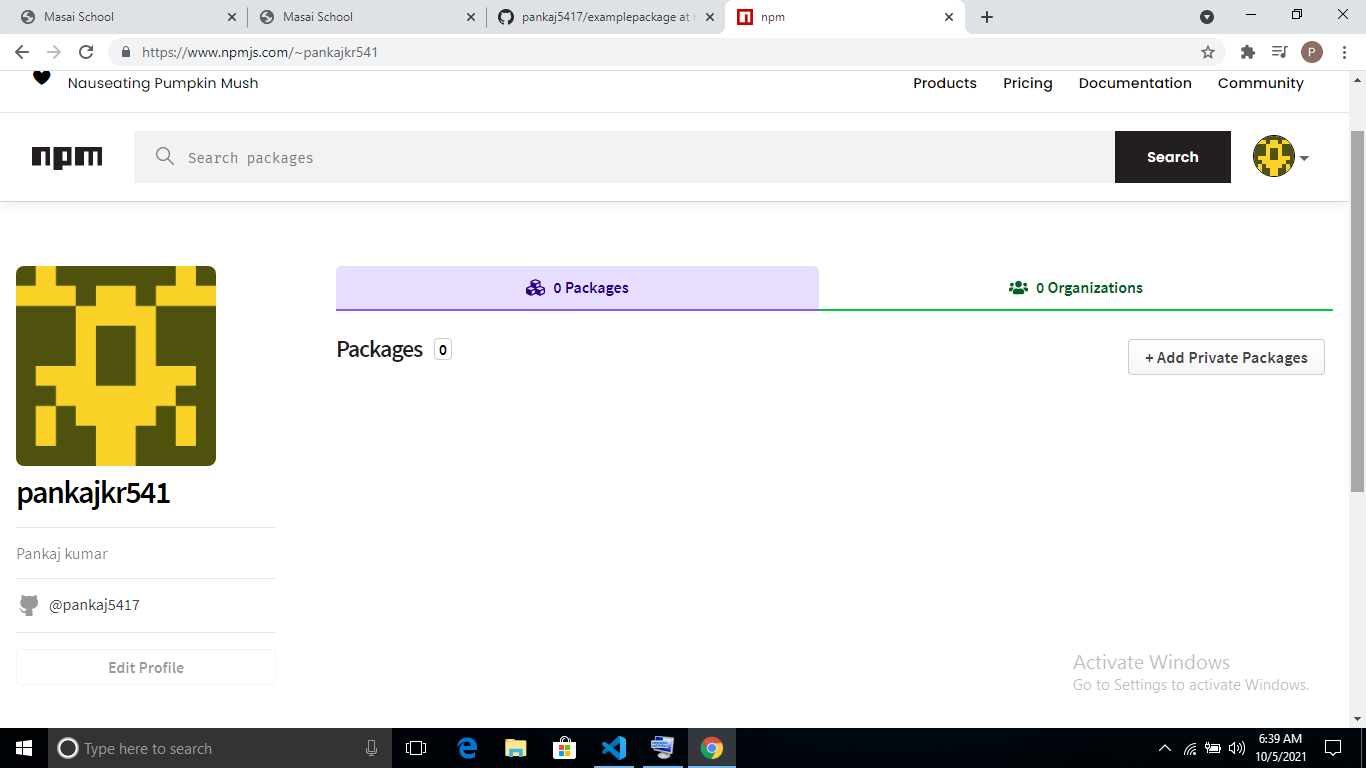 Masai School
Masai School
pankaj5417/examplepackage at
npm
https://www.npmjs.com/~pankajkr541
P
Nauseating Pumpkin Mush
Products Pricing Documentation Community
npm
Search packages
Search
0 Packages
0 Organizations
Packages 0
+ Add Private Packages
pankajkr541
Pankaj kumar
@pankaj5417
Edit Profile
Activate Windows
Go to Settings to activate Windows.
Type here to search
6:39 AM
10/5/2021